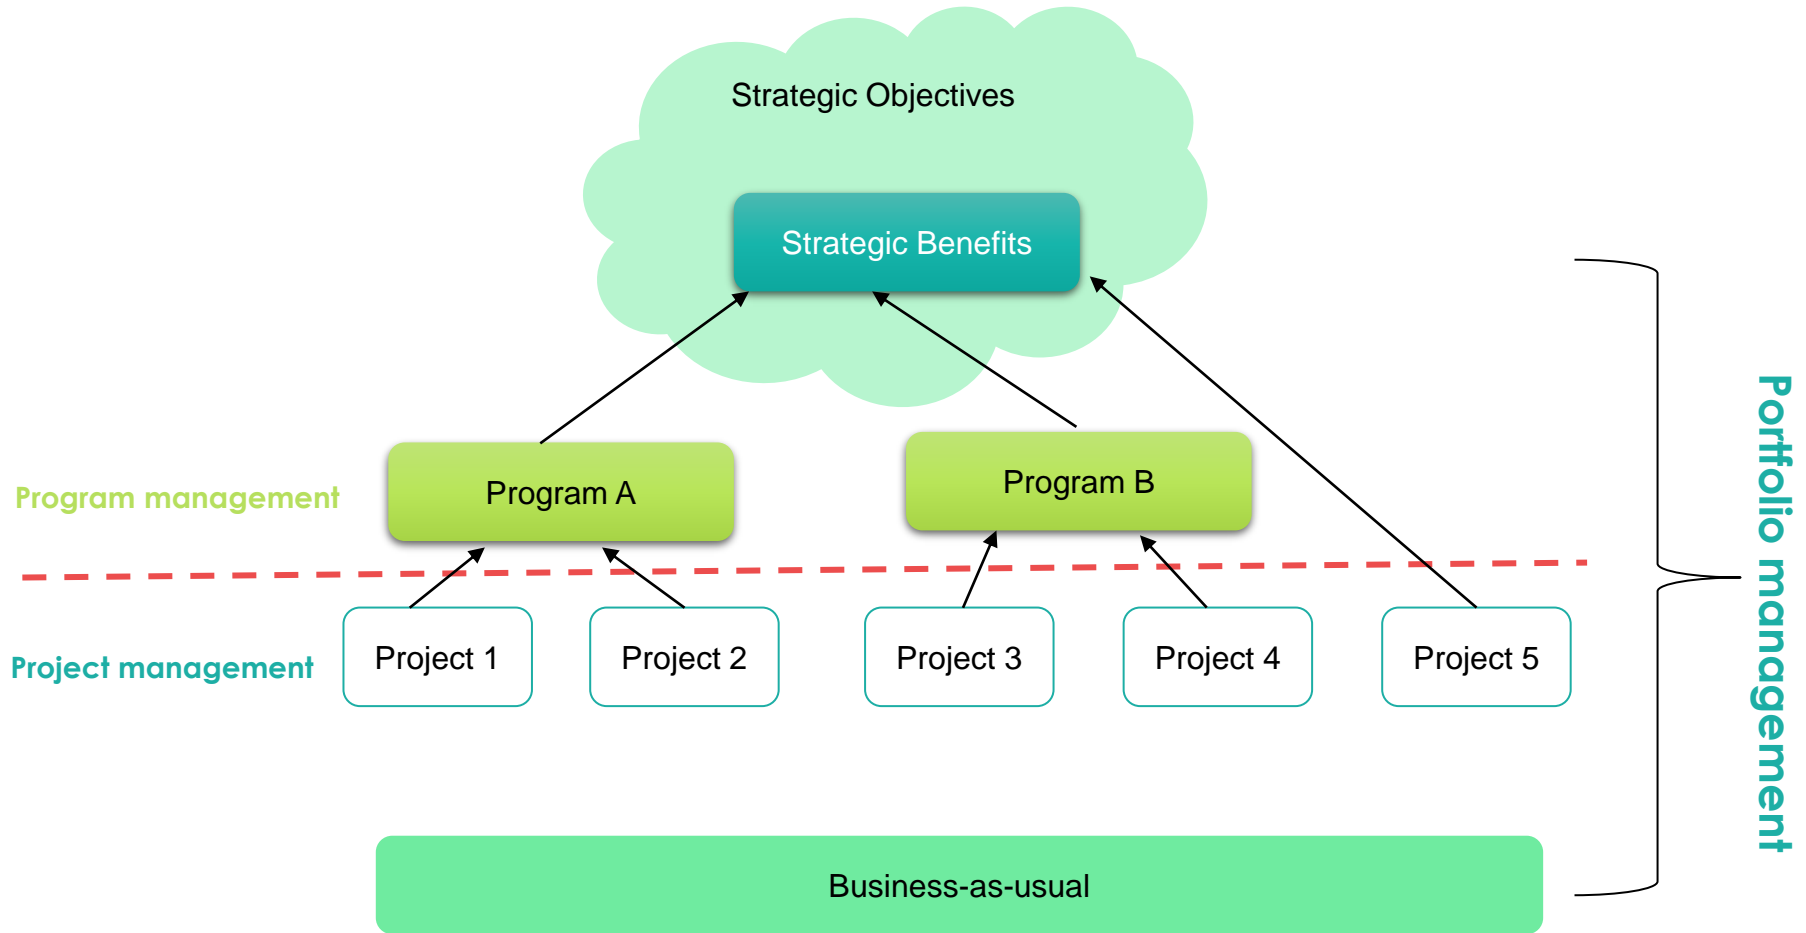 Strategic Objectives
Strategic Benefits
Program management
Program A
Program B
Project management
Project 1
Project 2
Project 3
Project 4
Project 5
Business-as-usual
Portfolio management